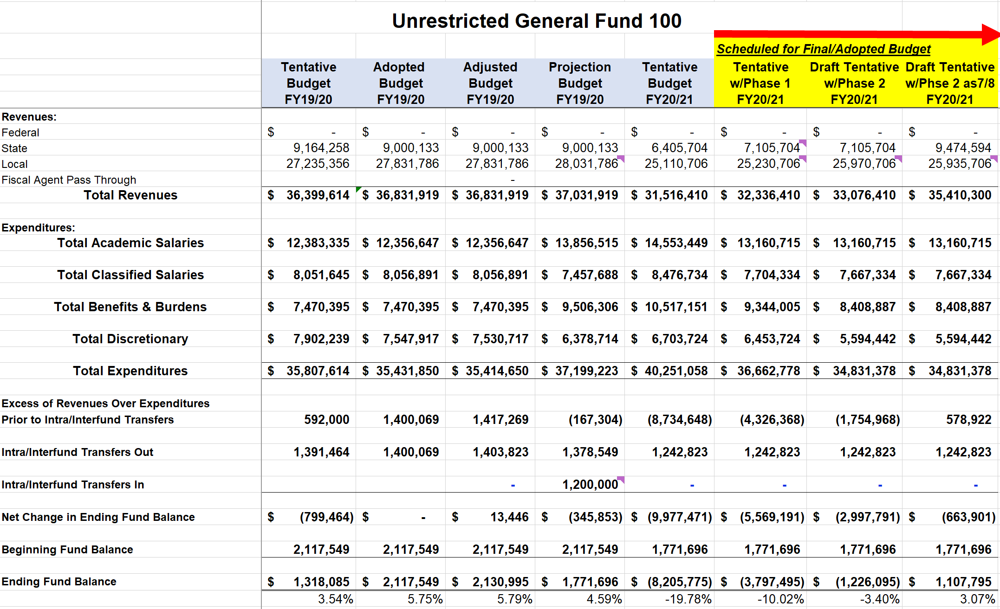 Unrestricted General Fund 100
Scheduled for Final/Adopted Budget
Tentative Adopted Adjusted Projection Tentative Tentative Draft Tentative Draft Tentative
Budget Budget Budget Budget Budget w/Phase 1 w/Phase 2 w/Phse 2 as7/8
FY19/20 FY19/20 FY19/20 FY19/20 FY20/21 FY20/21 FY20/21 FY20/21
Revenues:
Federal $ - $ - $ - $ - $ - $ - $ - $ -
State 9,164,258 9,000,133 9,000,133 9,000,133 6,405,704 7,105,704 7,105,704 9,474,594
Local 27,235,356 27,831,786 27,831,786 28,031,786 25,110,706 25,230,706 25,970,706 25,935,706
Fiscal Agent Pass Through -
Total Revenues $ 36,399,614 $ 36,831,919 $ 36,831,919 $ 37,031,919 $ 31,516,410 $ 32,336,410 $ 33,076,410 $ 35,410,300
Expenditures:
Total Academic Salaries $ 12,383,335 $ 12,356,647 $ 12,356,647 $ 13,856,515 $ 14,553,449 $ 13,160,715 $ 13,160,715 $ 13,160,715
Total Classified Salaries $ 8,051,645 $ 8,056,891 $ 8,056,891 $ 7,457,688 $ 8,476,734 $ 7,704,334 $ 7,667,334 $ 7,667,334
Total Benefits & Burdens $ 7,470,395 $ 7,470,395 $ 7,470,395 $ 9,506,306 $ 10,517,151 $ 9,344,005 $ 8,408,887 $ 8,408,887
Total Discretionary $ 7,902,239 $ 7,547,917 $ 7,530,717 $ 6,378,714 $ 6,703,724 $ 6,453,724 $ 5,594,442 $ 5,594,442
Total Expenditures $ 35,807,614 $ 35,431,850 $ 35,414,650 $ 37,199,223 $ 40,251,058 $ 36,662,778 $ 34,831,378 $ 34,831,378
Excess of Revenues Over Expenditures
Prior to Intra/Interfund Transfers 592,000 1,400,069 1,417,269 (167,304) (8,734,648) (4,326,368) (1,754,968) 578,922
Intra/Interfund Transfers Out 1,391,464 1,400,069 1,403,823 1,378,549 1,242,823 1,242,823 1,242,823 1,242,823
Intra/Interfund Transfers In - 1,200,000 - - - -
Net Change in Ending Fund Balance $ (799,464) $ - $ 13,446 $ (345,853) $ (9,977,471) $ (5,569,191) $ (2,997,791) $ (663,901)
Beginning Fund Balance 2,117,549 2,117,549 2,117,549 2,117,549 1,771,696 1,771,696 1,771,696 1,771,696
Ending Fund Balance $ 1,318,085 $ 2,117,549 $ 2,130,995 $ 1,771,696 $ (8,205,775) $ (3,797,495) $ (1,226,095) $ 1,107,795
3.54% 5.75% 5.79% 4.59% -19.78% -10.02% -3.40% 3.07%